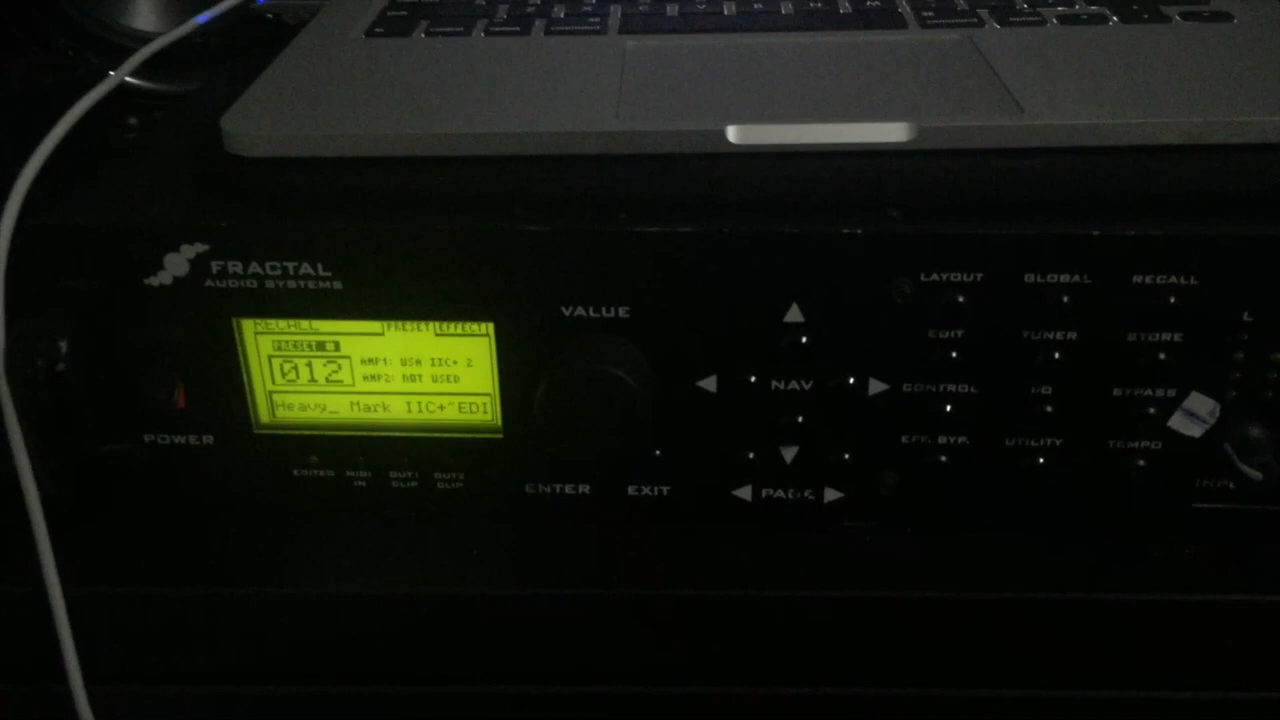 command
option
FRACTAL
AUDIO SYSTEMS
RECALL PRESET EFFECT
PRESET #
012
AMP1: USA IIC+ 2
AMP2: NOT USED
Heavy_ Mark IIC+"EDI
POWER
EDITED MIDI IN OUT1 CLIP OUT2 CLIP
VALUE
ENTER EXIT
NAV
PAGE
LAYOUT GLOBAL RECALL
EDIT TUNER STORE
CONTROL I/O BYPASS
EFF. BYP. UTILITY TEMPO
L